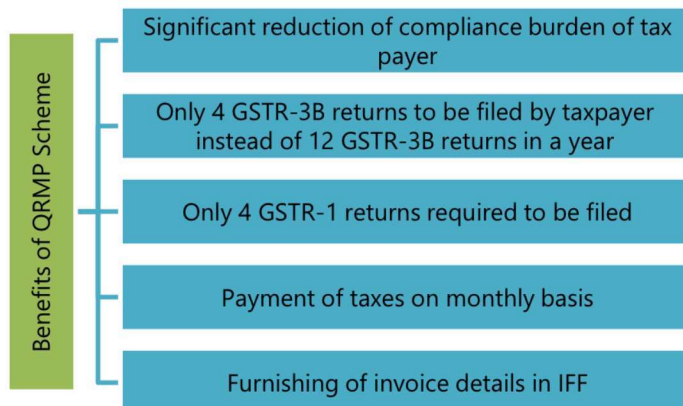 Benefits of QRMP Scheme
Significant reduction of compliance burden of tax
payer
Only 4 GSTR-3B returns to be filed by taxpayer
instead of 12 GSTR-3B returns in a year
Only 4 GSTR-1 returns required to be filed
Payment of taxes on monthly basis
Furnishing of invoice details in IFF